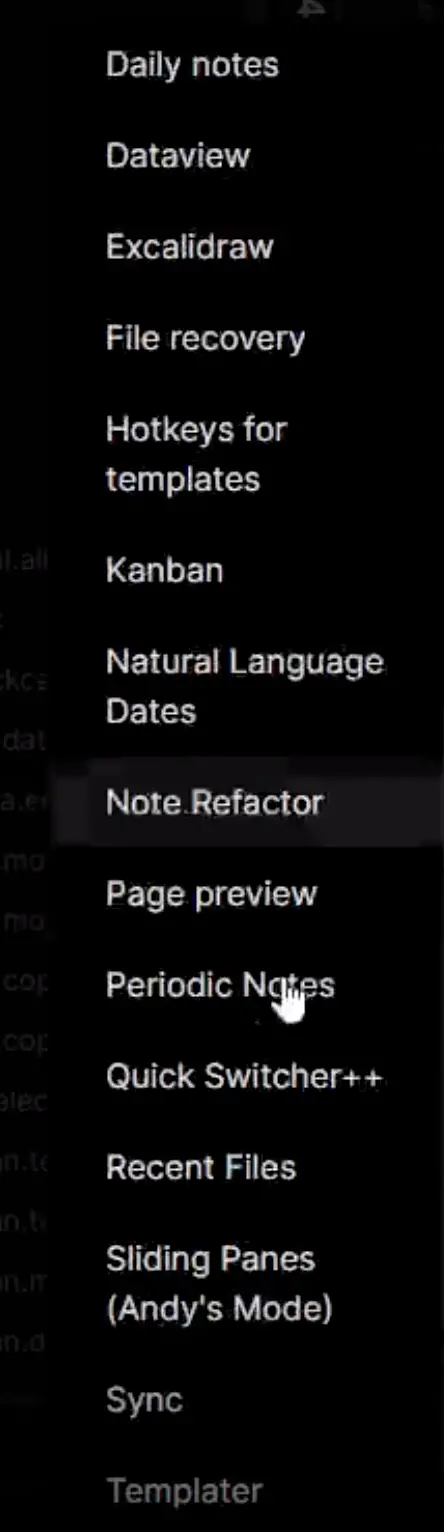 Daily notes
Dataview
Excalidraw
File recovery
Hotkeys for
templates
Kanban
Natural Language
Dates
Note Refactor
Page preview
Periodic Notes
Quick Switcher++
Recent Files
Sliding Panes
(Andy's Mode)
Sync
Templater